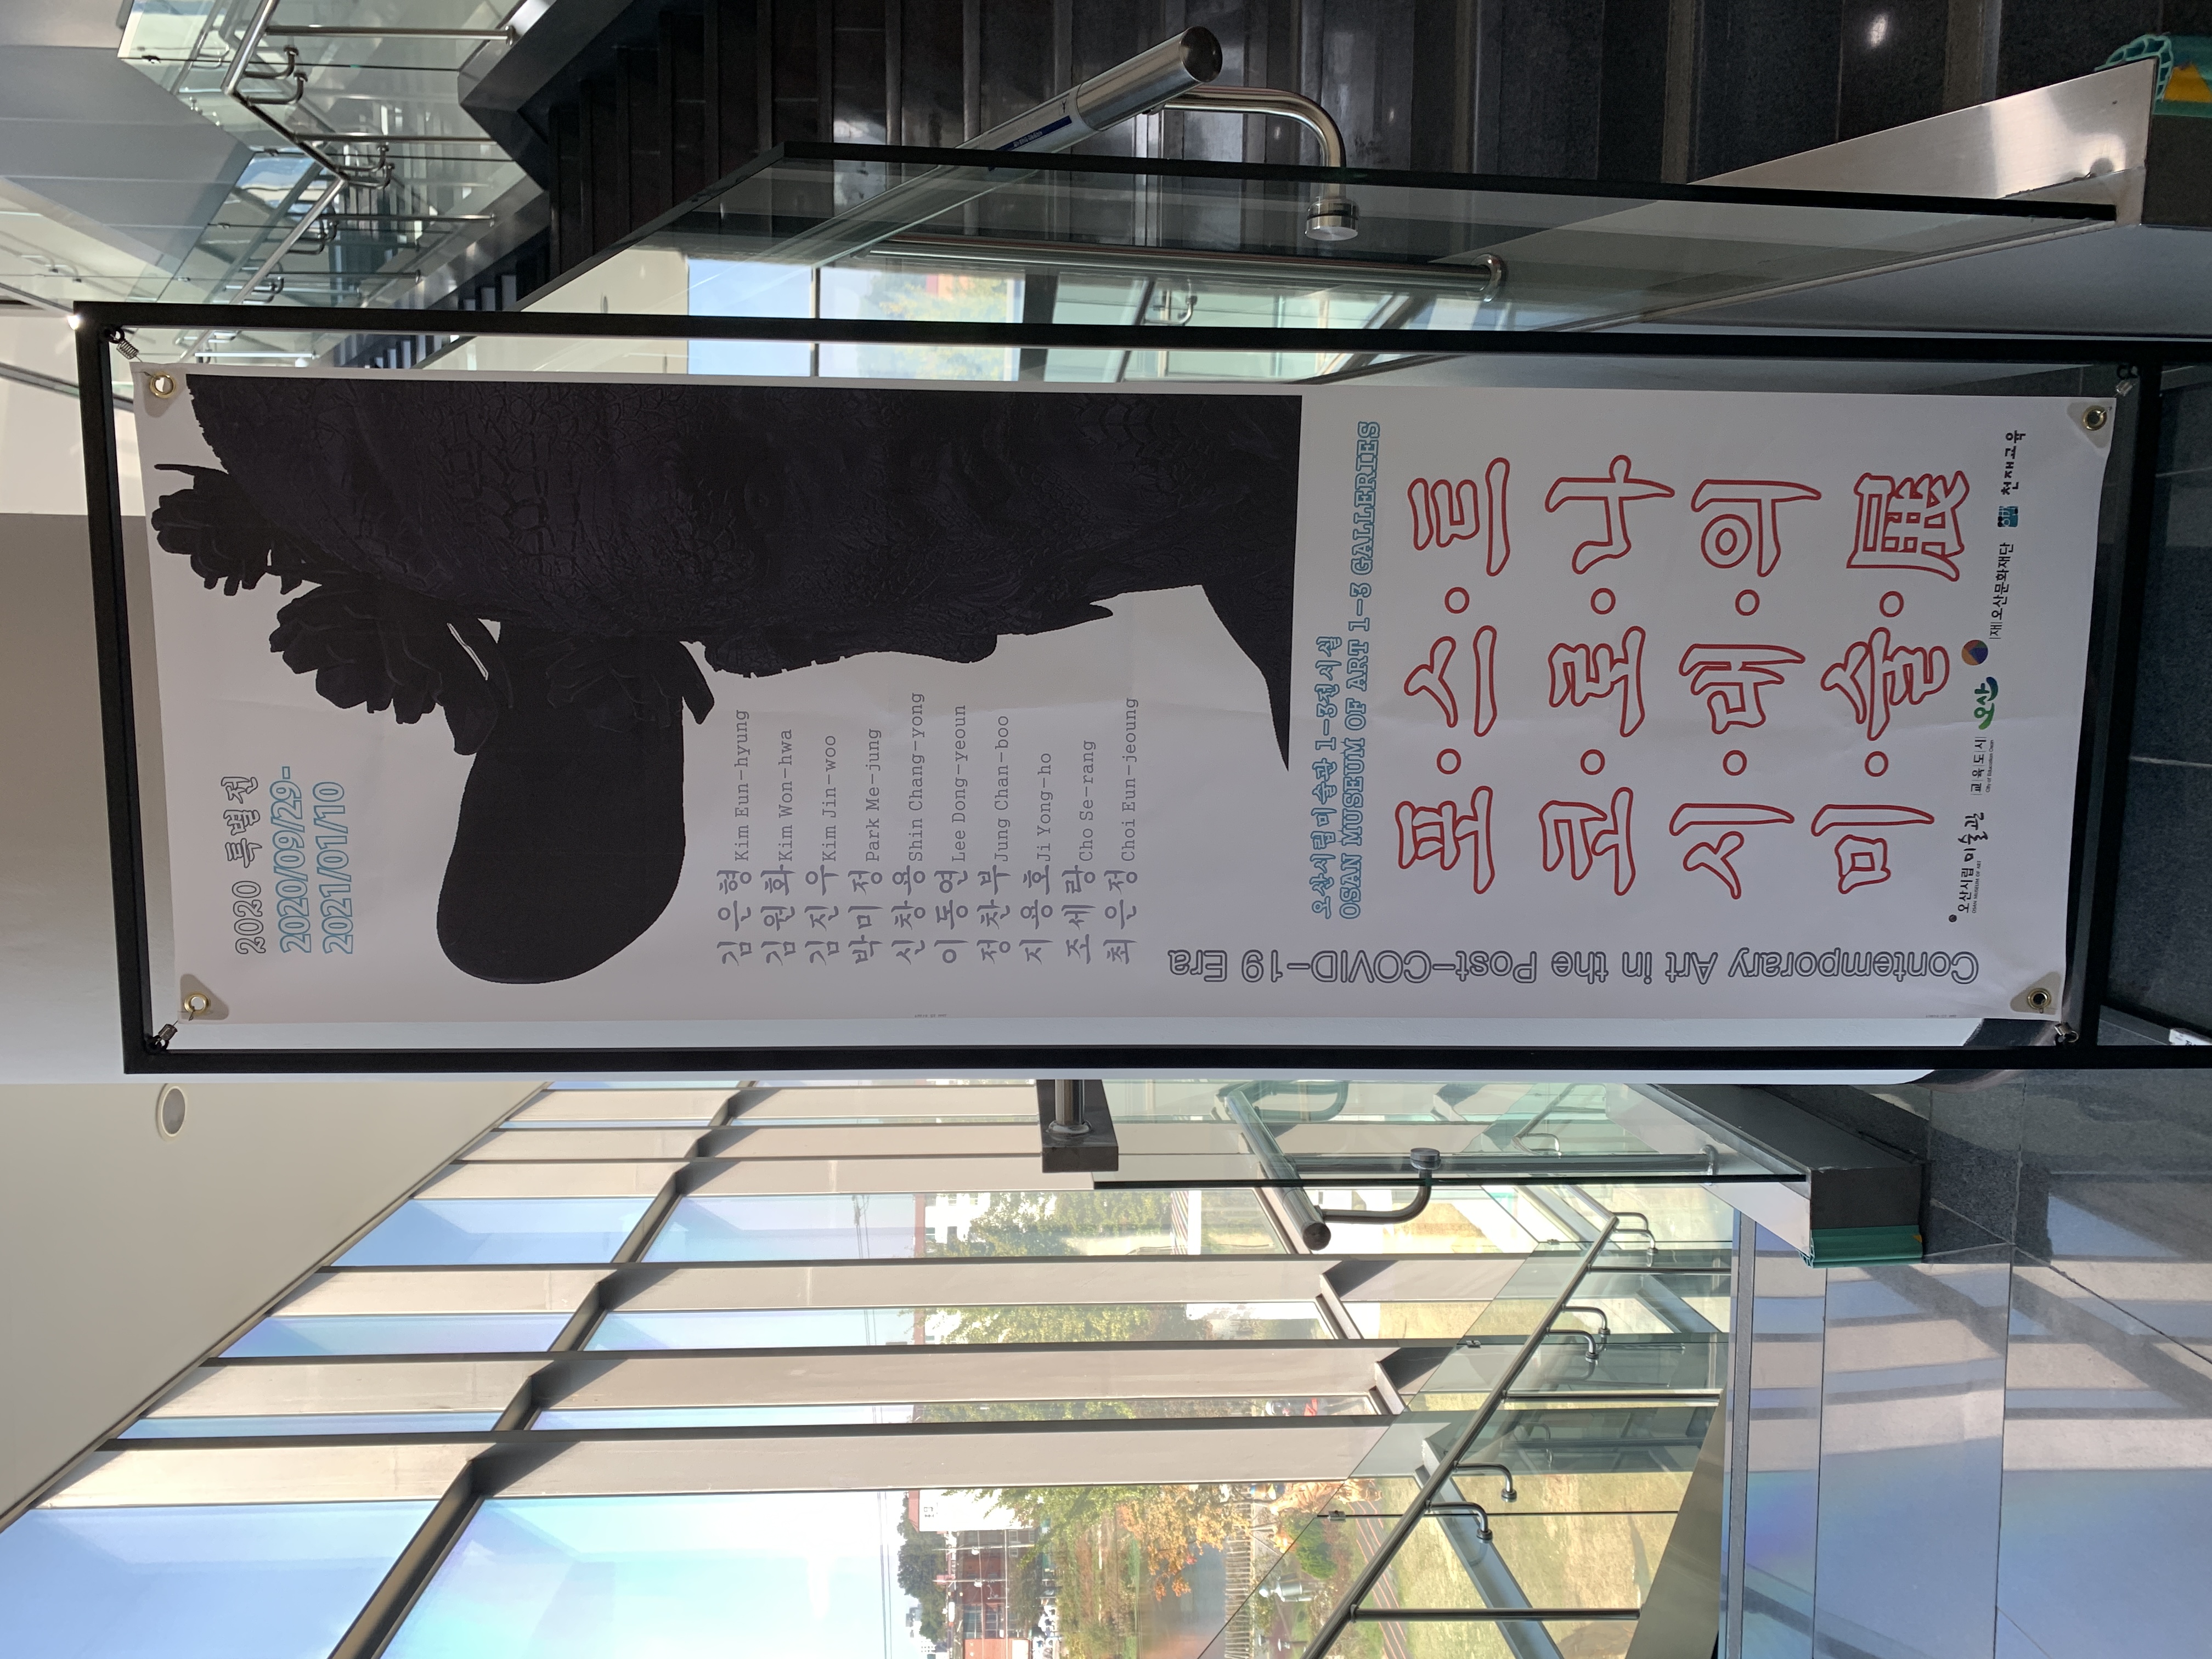 2020 특별전
2020/09/29-
2021/01/10
김은형 Kim Eun-hyung
김원화 Kim Won-hwa
김진우 Kim Jin-woo
박미정 Park Me-jung
신창용 Shin Chang-yong
이동연 Lee Dong-yeoun
정찬부 Jung Chan-boo
지용호 Ji Yong-ho
조세랑 Cho Se-rang
최은정 Choi Eun-jeoung
Contemporary Art in the Post-COVID-19 Era
오산시립미술관 1-3전시실
OSAN MUSEUM OF ART 1-3 GALLERIES
포·스·트
코·로·나
시·대·의
미·술·展
오산시립 미술관
OSAN MUSEUM OF ART
교육도시
City of Education Osan
오산
|재|오산문화재단
천재교육